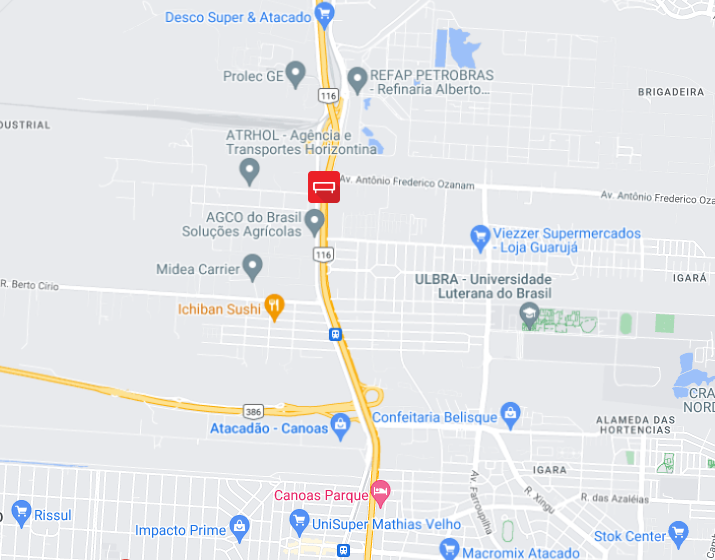 Desco Super & Atacado
Prolec GE
REFAP PETROBRAS
- Refinaria Alberto...
116
BRIGADEIRA
DUSTRIAL
ATRHOL - Agência e
Transportes Horizontina
Av. Antônio Frederico Ozanam
Av. Antônio Frederico Oza
AGCO do Brasil
Soluções Agrícolas
Viezzer Supermercados
- Loja Guarujá
116
Midea Carrier
ULBRA - Universidade
Luterana do Brasil
IGARÁ
R. Berto Círio
Ichiban Sushi
386
Confeitaria Belisque
CRA
NORD
Atacadão - Canoas
ALAMEDA DAS
HORTENCIAS
IGARA
Av. Farroupilha
R. Xingu
R. das Azaléias
Canoas Parque
Rissul
Impacto Prime
UniSuper Mathias Velho
Stok Center
Macromix Atacado